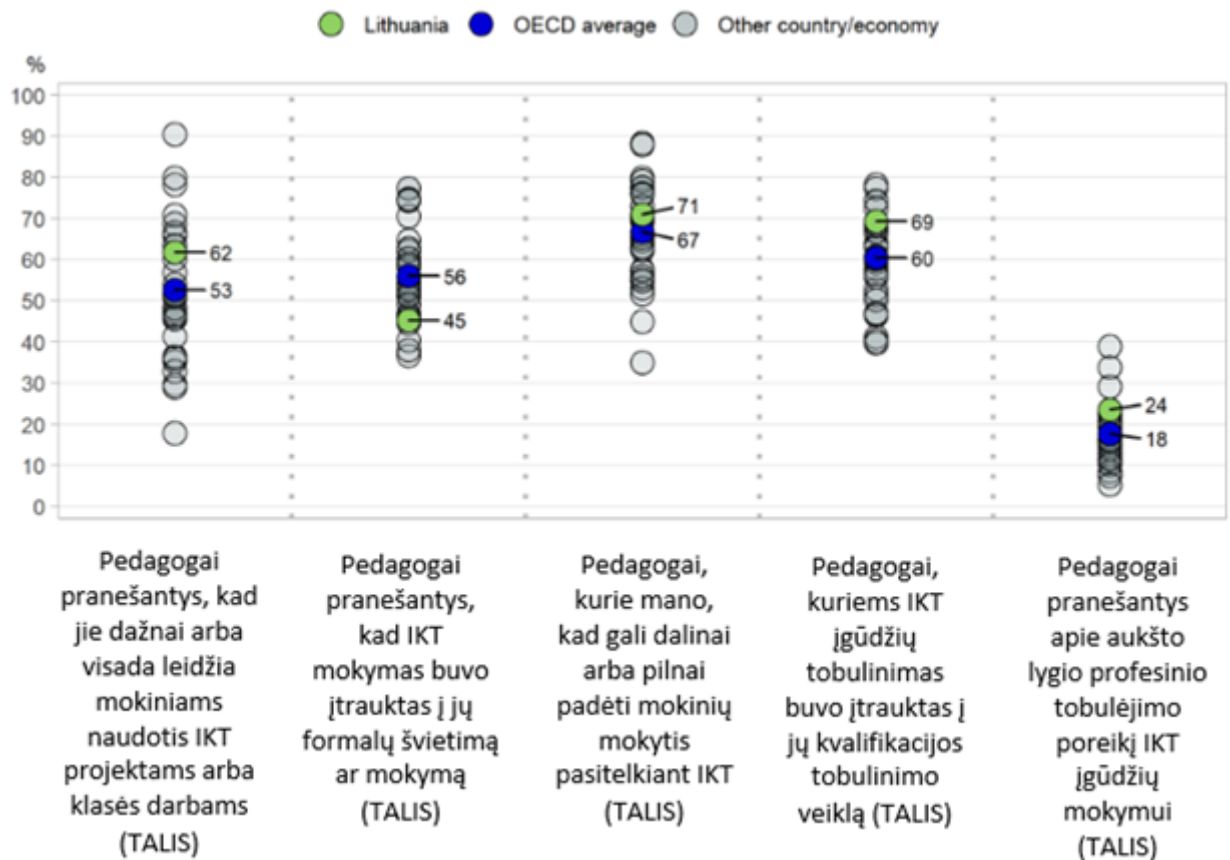 Lithuania OECD average Other country/economy
%
100
90
80
70
60
50
40
30
20
10
0
62
53
56
45
71
67
69
60
24
18
Pedagogai
pranešantys, kad
jie dažnai arba
visada leidžia
mokiniams
naudotis IKT
projektams arba
klasės darbams
(TALIS)
Pedagogai
pranešantys,
kad IKT
mokymas buvo
įtrauktas į jų
formalų švietimą
ar mokymą
(TALIS)
Pedagogai,
kurie mano,
kad gali dalinai
arba pilnai
padėti mokinių
mokytis
pasitelkiant IKT
(TALIS)
Pedagogai,
kuriems IKT
įgūdžių
tobulinimas
buvo įtrauktas į
jų kvalifikacijos
tobulinimo
veiklą (TALIS)
Pedagogai
pranešantys
apie aukšto
lygio profesinio
tobulėjimo
poreikį IKT
įgūdžių
mokymui
(TALIS)